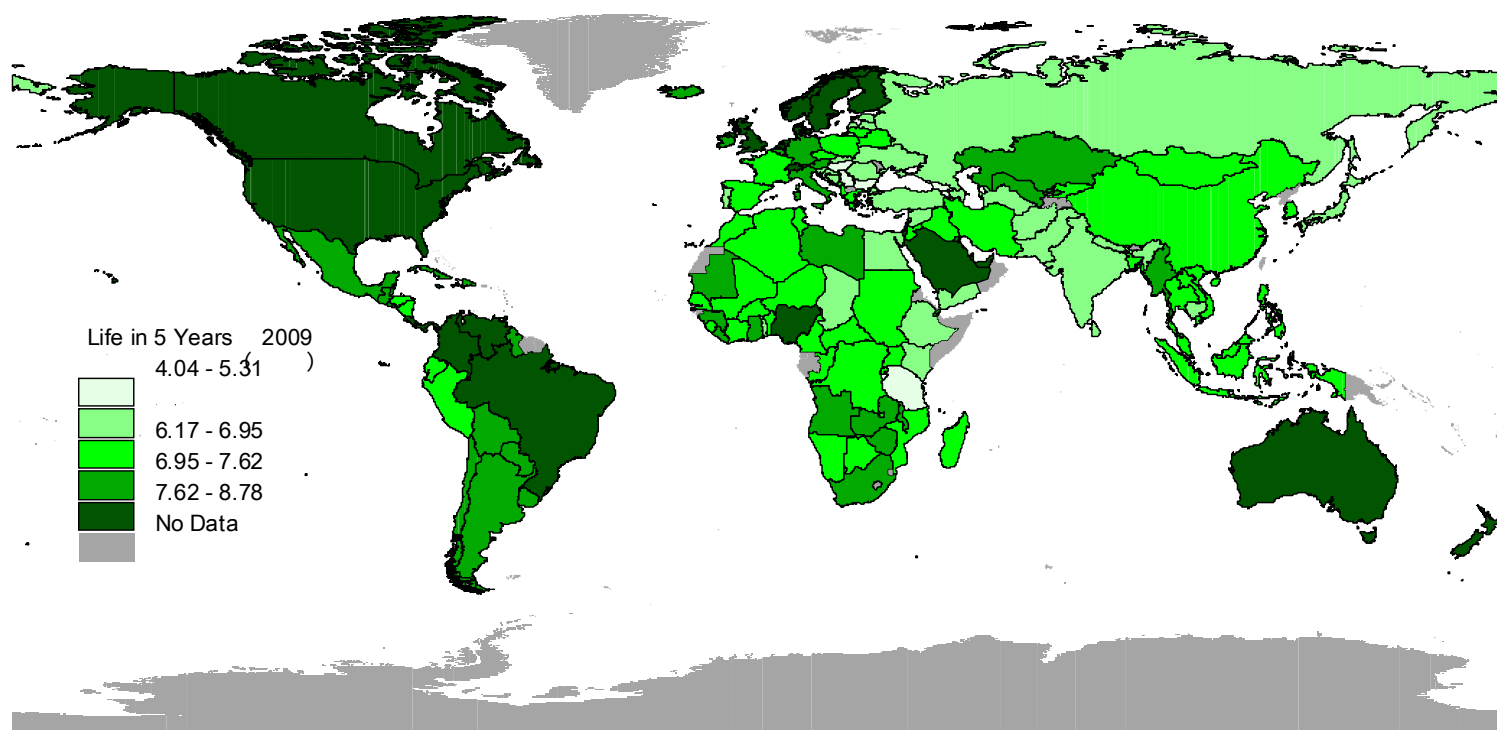 Life in 5 Years ( 2009 )
4.04 - 5.31
6.17 - 6.95
6.95 - 7.62
7.62 - 8.78
No Data